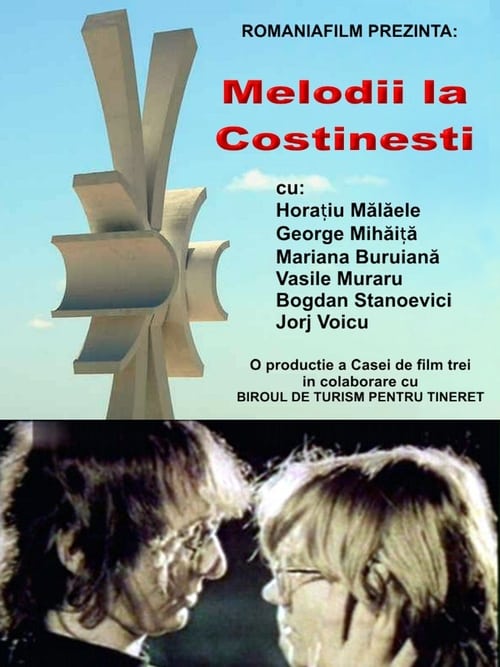 ROMANIAFILM PREZINTA:
Melodii la
Costinesti
cu:
Horațiu Mălăele
George Mihăiță
Mariana Buruiană
Vasile Muraru
Bogdan Stanoevici
Jorj Voicu
O productie a Casei de film trei
in colaborare cu
BIROUL DE TURISM PENTRU TINERET